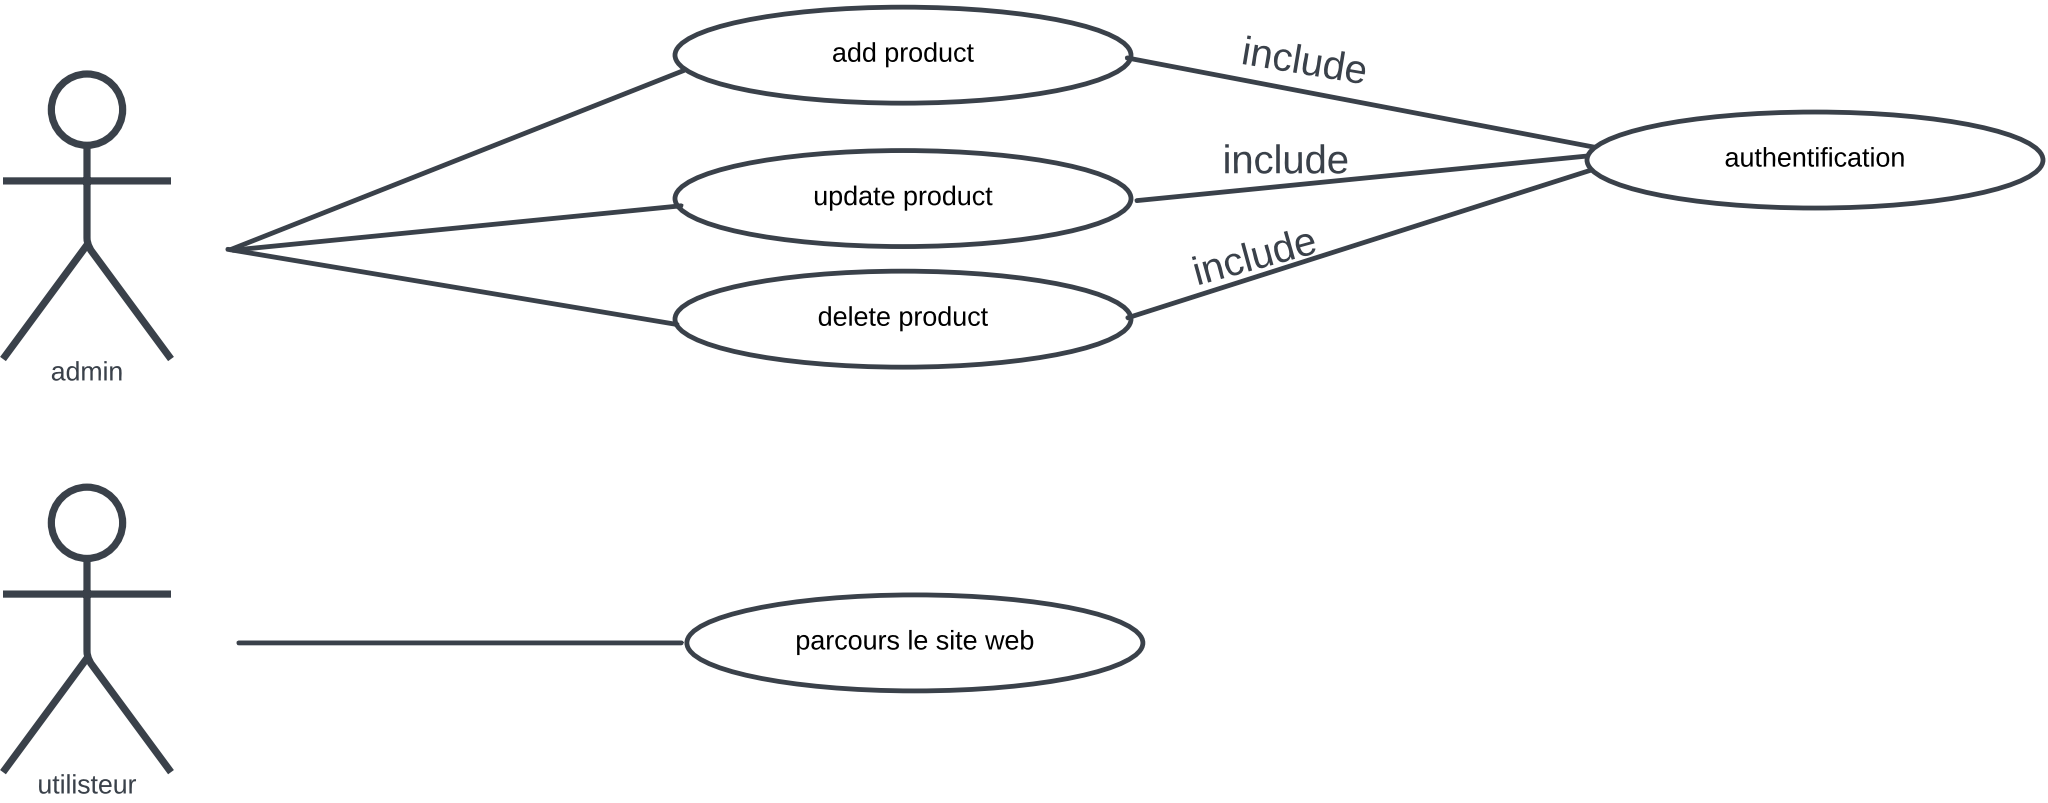 add product
include
authentification
include
update product
include
delete product
admin
parcours le site web
utilisteur